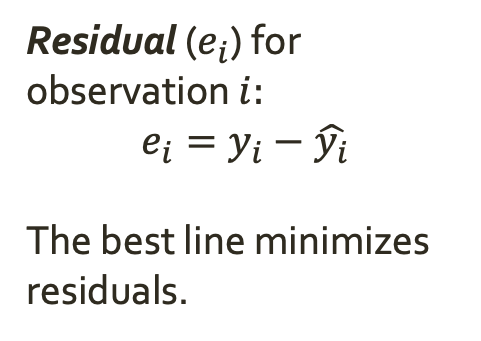 Residual (eᵢ) for
observation i:
eᵢ = yᵢ − ŷᵢ
The best line minimizes
residuals.